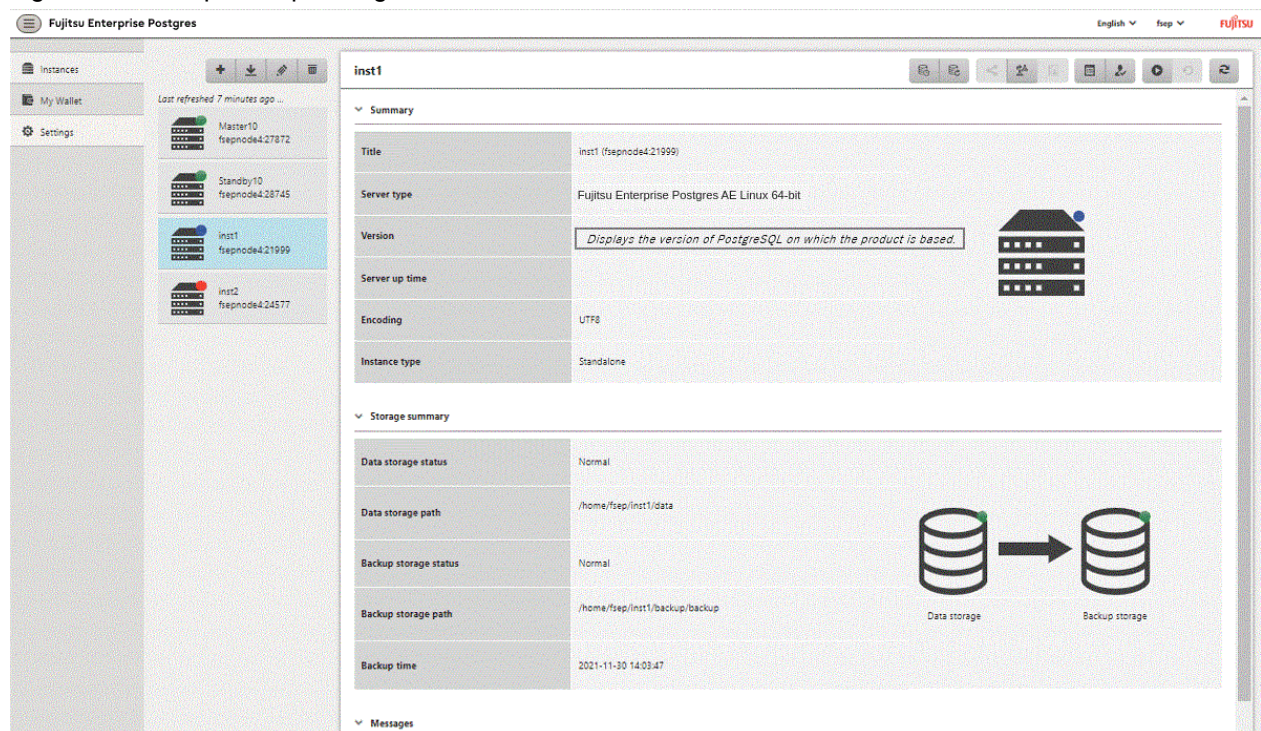 Fujitsu Enterprise Postgres
English
fsep
FUJITSU
Instances
My Wallet
Settings
Last refreshed 7 minutes ago ...
Master10
fsepnode4:27872
Standby10
fsepnode4:28745
inst1
fsepnode4:21999
inst2
fsepnode4:24577
inst1
Summary
Title
inst1 (fsepnode4:21999)
Server type
Fujitsu Enterprise Postgres AE Linux 64-bit
Version
Displays the version of PostgreSQL on which the product is based.
Server up time
Encoding
UTF8
Instance type
Standalone
Storage summary
Data storage status
Normal
Data storage path
/home/fsep/inst1/data
Backup storage status
Normal
Backup storage path
/home/fsep/inst1/backup/backup
Backup time
2021-11-30 14:03:47
Data storage
Backup storage
Messages